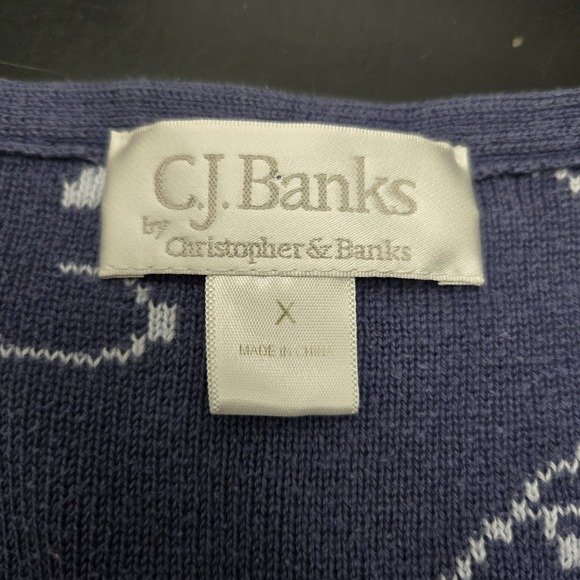 C.J. Banks
by Christopher & Banks
X
MADE IN CHINA